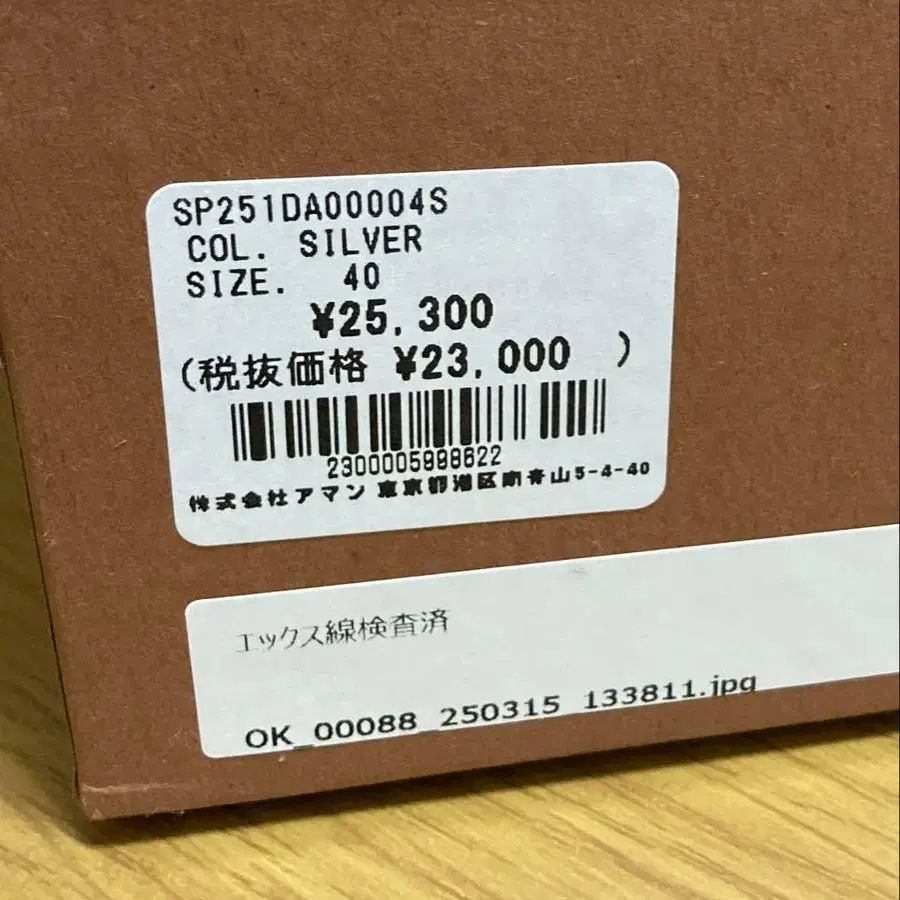 SP251DA00004S
COL. SILVER
SIZE. 40
¥25,300
(税抜価格 ¥23,000 )
2300005998622
株式会社アマン 東京都港区南青山5-4-40
エックス線検査済
OK_00088_250315_133811.jpg